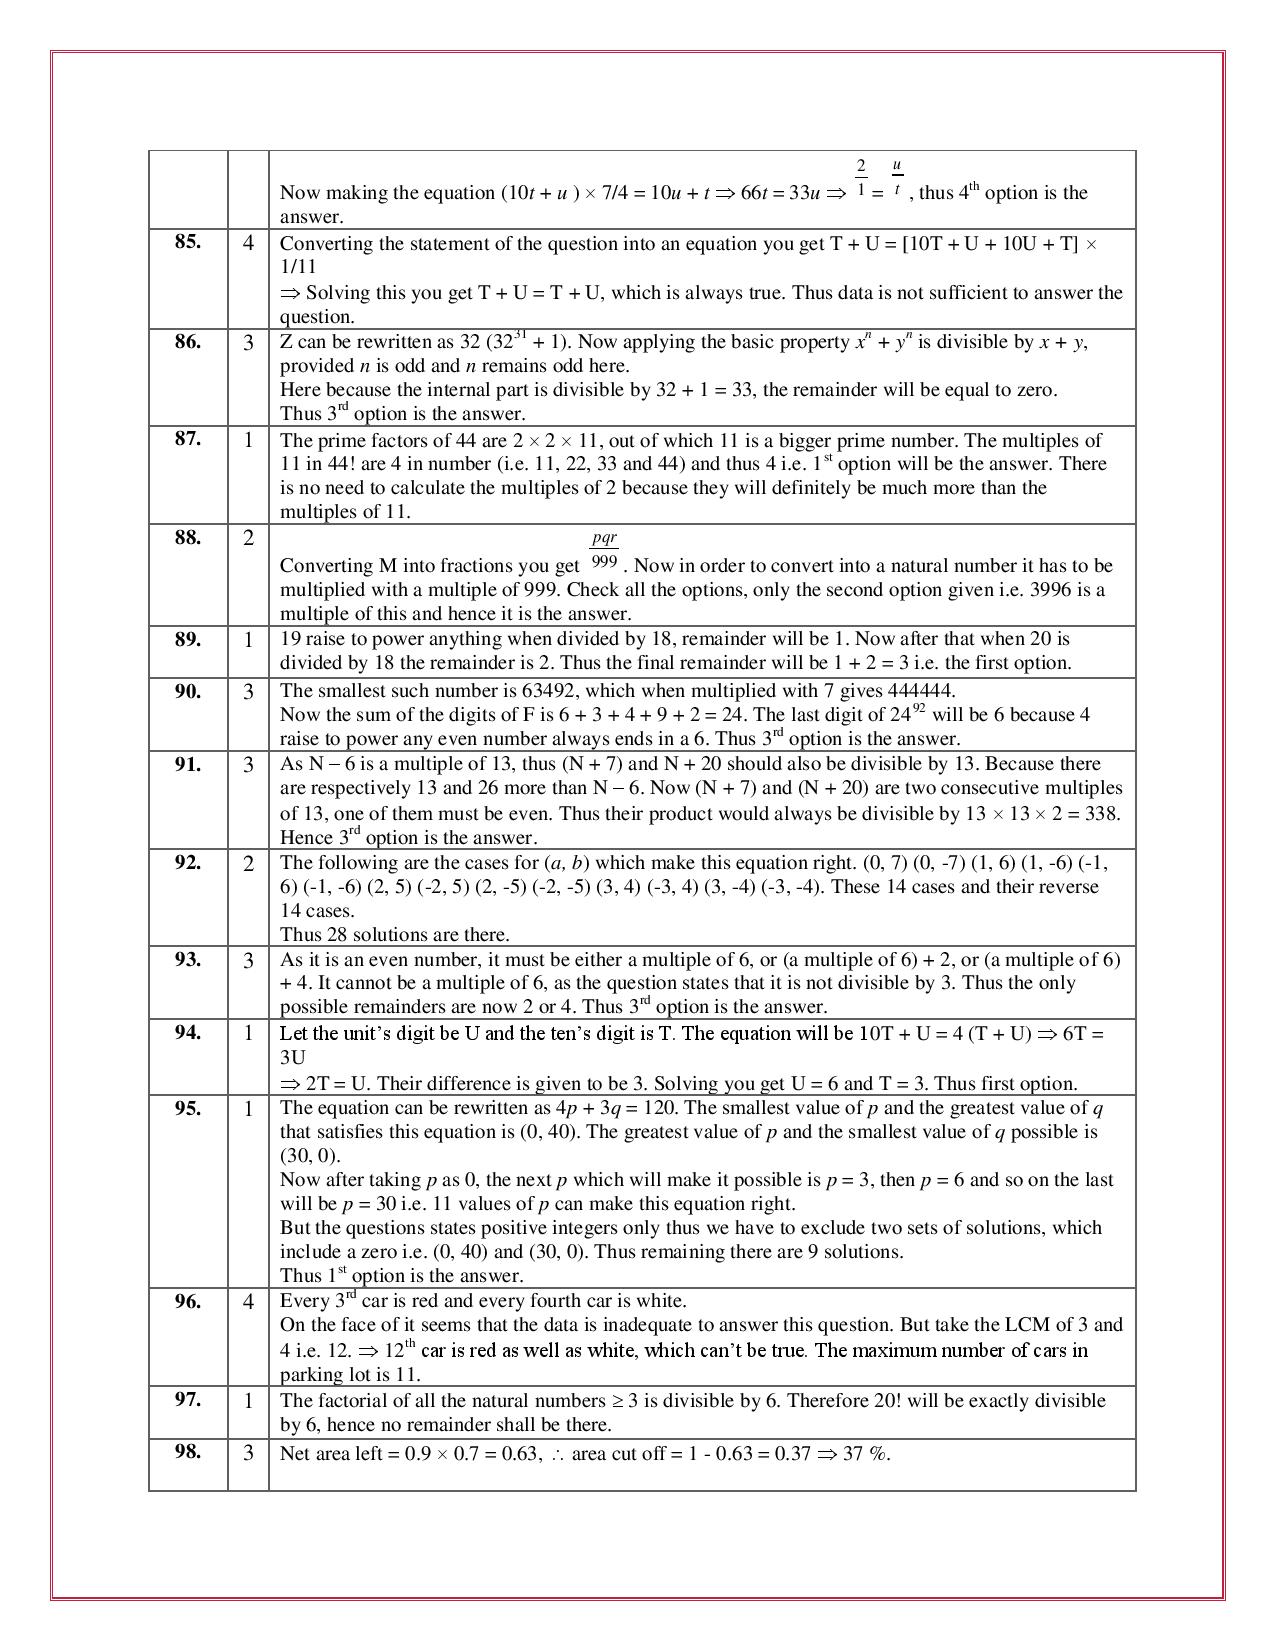 Now making the equation (10t + u ) × 7/4 = 10u + t ⇒ 66t = 33u ⇒ 2/1 = u/t , thus 4th option is the
answer.
85. 4 Converting the statement of the question into an equation you get T + U = [10T + U + 10U + T] ×
1/11
⇒ Solving this you get T + U = T + U, which is always true. Thus data is not sufficient to answer the
question.
86. 3 Z can be rewritten as 32 (32^31 + 1). Now applying the basic property x^n + y^n is divisible by x + y,
provided n is odd and n remains odd here.
Here because the internal part is divisible by 32 + 1 = 33, the remainder will be equal to zero.
Thus 3rd option is the answer.
87. 1 The prime factors of 44 are 2 × 2 × 11, out of which 11 is a bigger prime number. The multiples of
11 in 44! are 4 in number (i.e. 11, 22, 33 and 44) and thus 4 i.e. 1st option will be the answer. There
is no need to calculate the multiples of 2 because they will definitely be much more than the
multiples of 11.
88. 2 Converting M into fractions you get pqr/999 . Now in order to convert into a natural number it has to be
multiplied with a multiple of 999. Check all the options, only the second option given i.e. 3996 is a
multiple of this and hence it is the answer.
89. 1 19 raise to power anything when divided by 18, remainder will be 1. Now after that when 20 is
divided by 18 the remainder is 2. Thus the final remainder will be 1 + 2 = 3 i.e. the first option.
90. 3 The smallest such number is 63492, which when multiplied with 7 gives 444444.
Now the sum of the digits of F is 6 + 3 + 4 + 9 + 2 = 24. The last digit of 24^92 will be 6 because 4
raise to power any even number always ends in a 6. Thus 3rd option is the answer.
91. 3 As N – 6 is a multiple of 13, thus (N + 7) and N + 20 should also be divisible by 13. Because there
are respectively 13 and 26 more than N – 6. Now (N + 7) and (N + 20) are two consecutive multiples
of 13, one of them must be even. Thus their product would always be divisible by 13 × 13 × 2 = 338.
Hence 3rd option is the answer.
92. 2 The following are the cases for (a, b) which make this equation right. (0, 7) (0, -7) (1, 6) (1, -6) (-1,
6) (-1, -6) (2, 5) (-2, 5) (2, -5) (-2, -5) (3, 4) (-3, 4) (3, -4) (-3, -4). These 14 cases and their reverse
14 cases.
Thus 28 solutions are there.
93. 3 As it is an even number, it must be either a multiple of 6, or (a multiple of 6) + 2, or (a multiple of 6)
+ 4. It cannot be a multiple of 6, as the question states that it is not divisible by 3. Thus the only
possible remainders are now 2 or 4. Thus 3rd option is the answer.
94. 1 Let the unit’s digit be U and the ten’s digit is T. The equation will be 10T + U = 4 (T + U) ⇒ 6T =
3U
⇒ 2T = U. Their difference is given to be 3. Solving you get U = 6 and T = 3. Thus first option.
95. 1 The equation can be rewritten as 4p + 3q = 120. The smallest value of p and the greatest value of q
that satisfies this equation is (0, 40). The greatest value of p and the smallest value of q possible is
(30, 0).
Now after taking p as 0, the next p which will make it possible is p = 3, then p = 6 and so on the last
will be p = 30 i.e. 11 values of p can make this equation right.
But the questions states positive integers only thus we have to exclude two sets of solutions, which
include a zero i.e. (0, 40) and (30, 0). Thus remaining there are 9 solutions.
Thus 1st option is the answer.
96. 4 Every 3rd car is red and every fourth car is white.
On the face of it seems that the data is inadequate to answer this question. But take the LCM of 3 and
4 i.e. 12. ⇒ 12th car is red as well as white, which can’t be true. The maximum number of cars in
parking lot is 11.
97. 1 The factorial of all the natural numbers ≥ 3 is divisible by 6. Therefore 20! will be exactly divisible
by 6, hence no remainder shall be there.
98. 3 Net area left = 0.9 × 0.7 = 0.63, ∴ area cut off = 1 - 0.63 = 0.37 ⇒ 37 %.